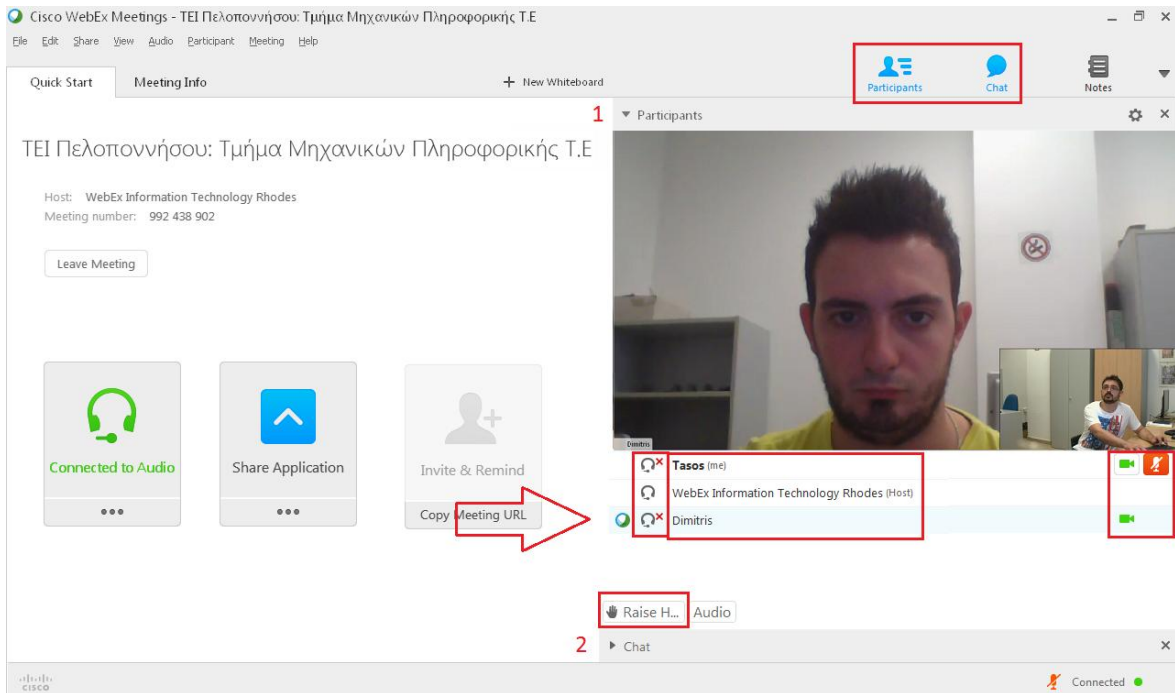 Cisco WebEx Meetings - ΤΕΙ Πελοποννήσου: Τμήμα Μηχανικών Πληροφορικής Τ.Ε
File Edit Share View Audio Participant Meeting Help
Quick Start Meeting Info + New Whiteboard
Participants Chat Notes
1 Participants
ΤΕΙ Πελοποννήσου: Τμήμα Μηχανικών Πληροφορικής Τ.Ε
Host: WebEx Information Technology Rhodes
Meeting number: 992 438 902
Leave Meeting
Connected to Audio
Share Application
Invite & Remind
Copy Meeting URL
Dimitris
Tasos (me)
WebEx Information Technology Rhodes (Host)
Dimitris
Raise H... Audio
2 Chat
CISCO
Connected